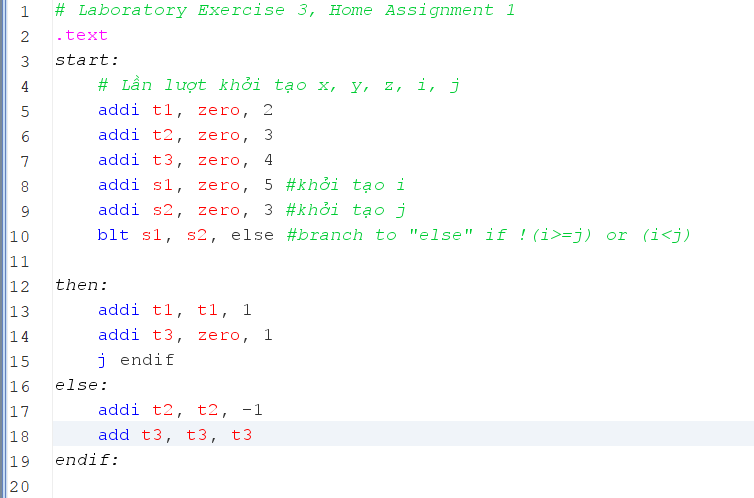 1 # Laboratory Exercise 3, Home Assignment 1
2 .text
3 start:
4 # Lần lượt khởi tạo x, y, z, i, j
5 addi t1, zero, 2
6 addi t2, zero, 3
7 addi t3, zero, 4
8 addi s1, zero, 5 #khởi tạo i
9 addi s2, zero, 3 #khởi tạo j
10 blt s1, s2, else #branch to "else" if !(i>=j) or (i<j)
11
12 then:
13 addi t1, t1, 1
14 addi t3, zero, 1
15 j endif
16 else:
17 addi t2, t2, -1
18 add t3, t3, t3
19 endif:
20